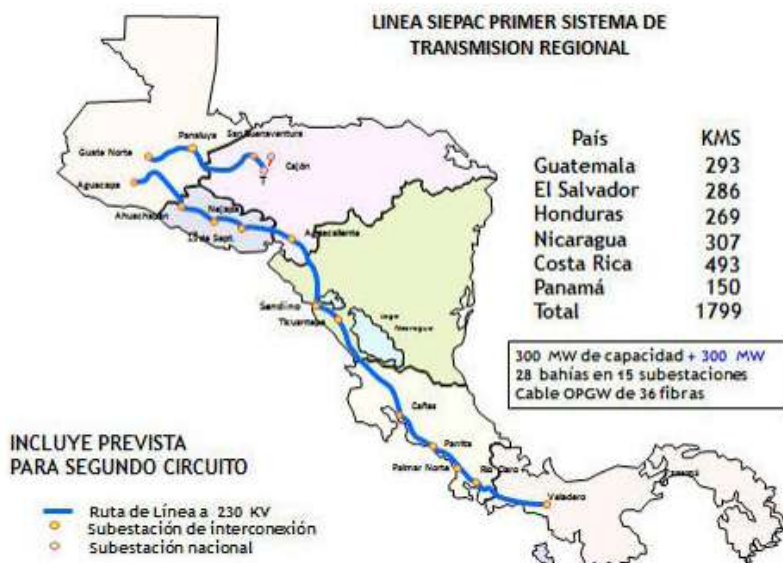 LINEA SIEPAC PRIMER SISTEMA DE
TRANSMISION REGIONAL
País KMS
Guatemala 293
El Salvador 286
Honduras 269
Nicaragua 307
Costa Rica 493
Panamá 150
Total 1799
300 MW de capacidad + 300 MW
28 bahías en 15 subestaciones
Cable OPGW de 36 fibras
Panaluya
San Buenaventura
Guate Norte
Cajón
Aguacapa
Ahuachapán
Nejapa
15 de Sept.
Aguacaliente
Sandino
Ticuantepe
Lago
Nicaragua
Cañas
Parrita
Palmar Norte
Río Claro
Veladero
Panamá
INCLUYE PREVISTA
PARA SEGUNDO CIRCUITO
Ruta de Línea a 230 KV
Subestación de interconexión
Subestación nacional